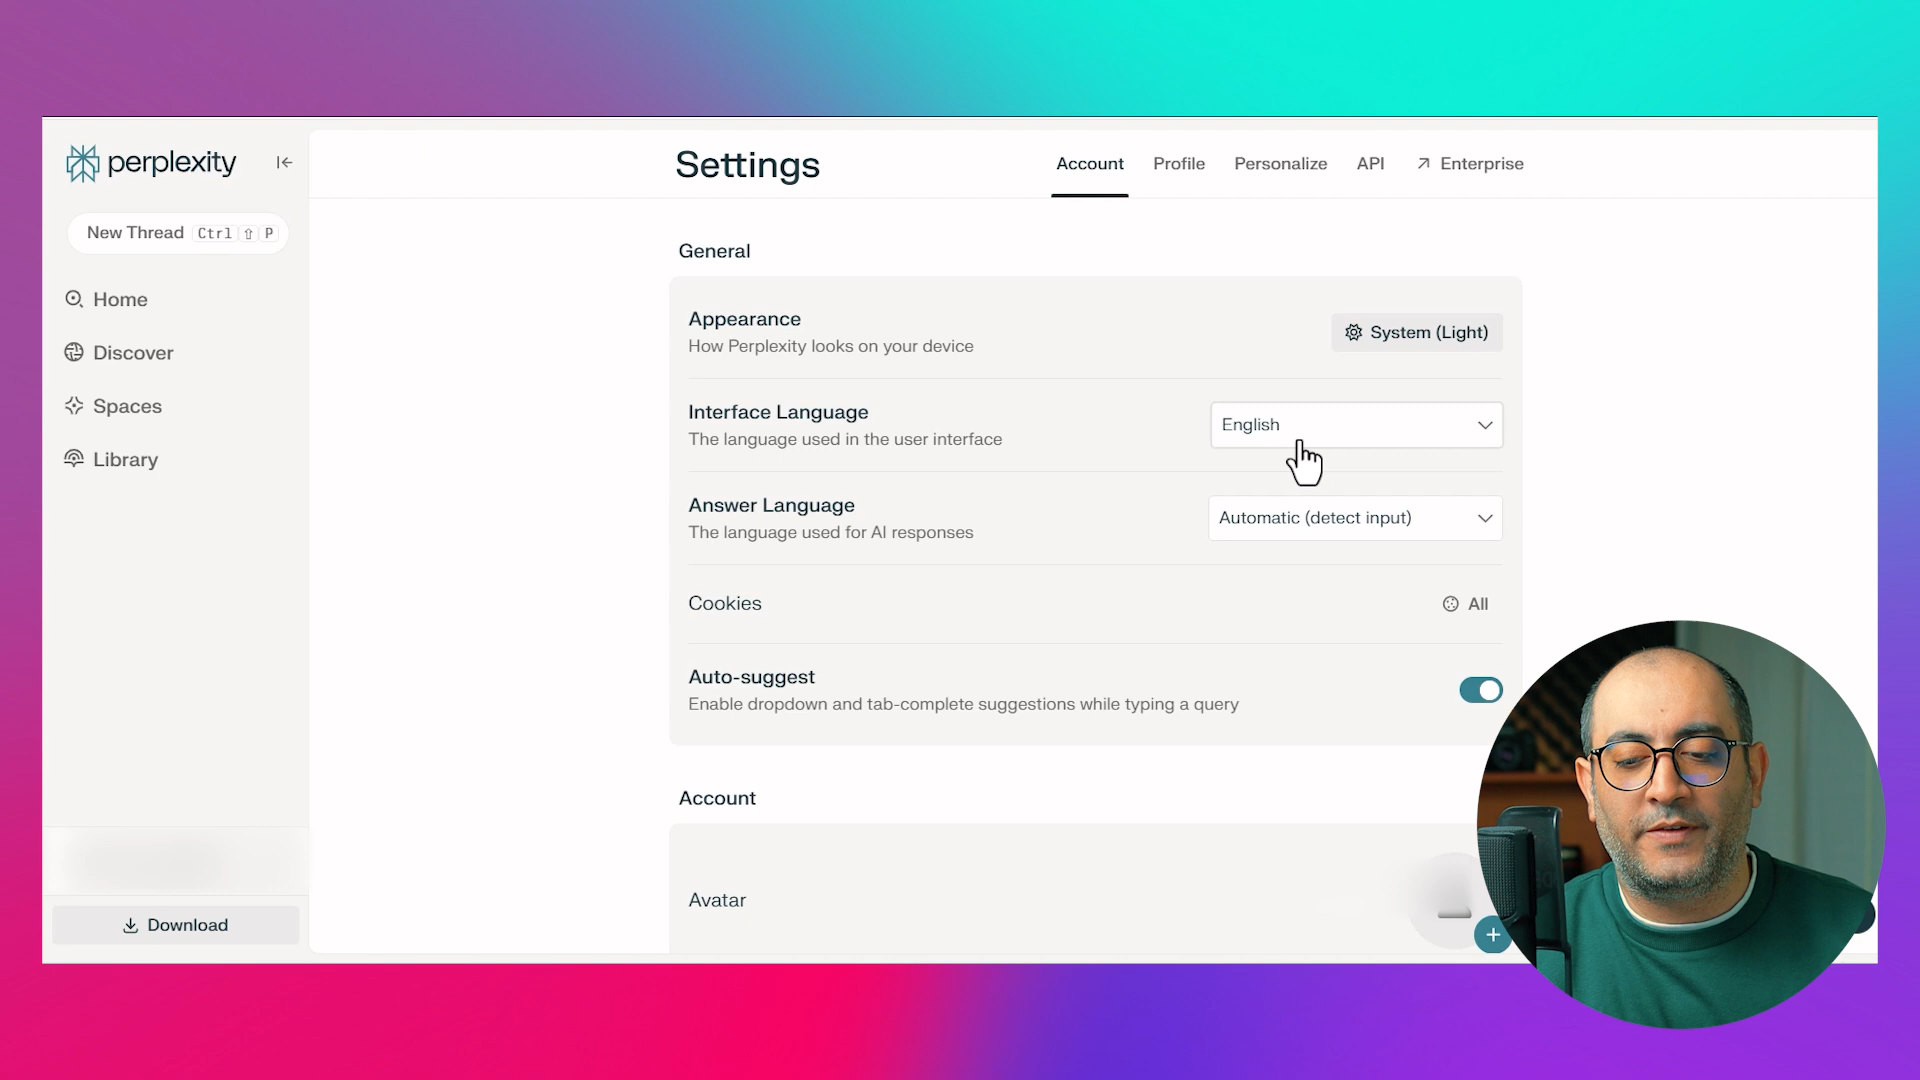 perplexity
New Thread Ctrl ⇧ P
Home
Discover
Spaces
Library
Download
Settings
Account Profile Personalize API Enterprise
General
Appearance
How Perplexity looks on your device
System (Light)
Interface Language
The language used in the user interface
English
Answer Language
The language used for AI responses
Automatic (detect input)
Cookies
All
Auto-suggest
Enable dropdown and tab-complete suggestions while typing a query
Account
Avatar